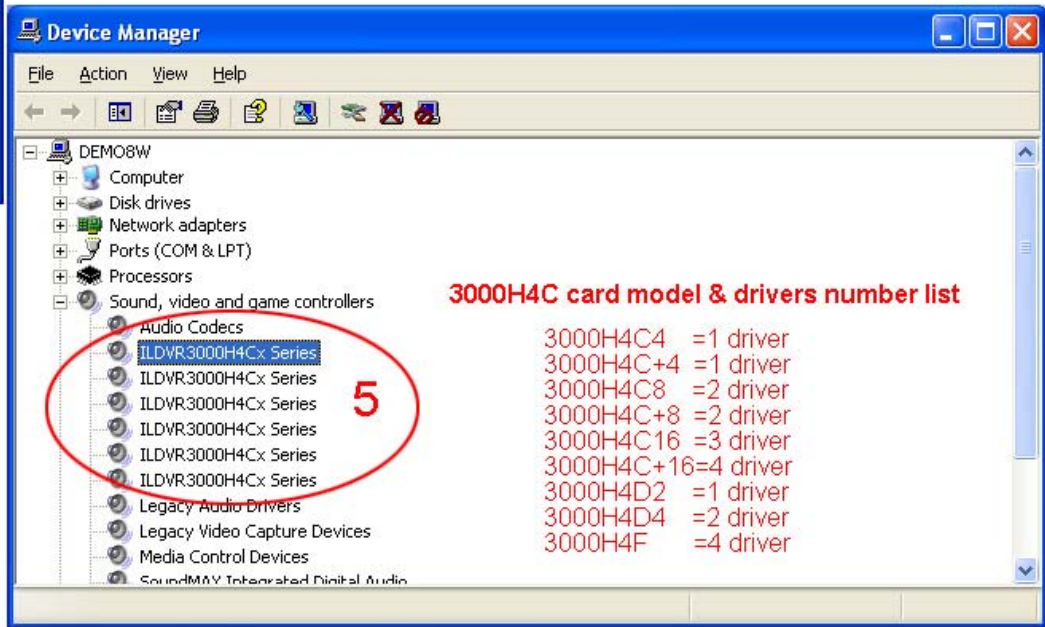 Device Manager
File Action View Help
DEMO8W
Computer
Disk drives
Network adapters
Ports (COM & LPT)
Processors
Sound, video and game controllers
Audio Codecs
ILDVR3000H4Cx Series
ILDVR3000H4Cx Series
ILDVR3000H4Cx Series
ILDVR3000H4Cx Series
ILDVR3000H4Cx Series
ILDVR3000H4Cx Series
Legacy Audio Drivers
Legacy Video Capture Devices
Media Control Devices
SoundMAX Integrated Digital Audio
5
3000H4C card model & drivers number list
3000H4C4 =1 driver
3000H4C+4 =1 driver
3000H4C8 =2 driver
3000H4C+8 =2 driver
3000H4C16 =3 driver
3000H4C+16=4 driver
3000H4D2 =1 driver
3000H4D4 =2 driver
3000H4F =4 driver